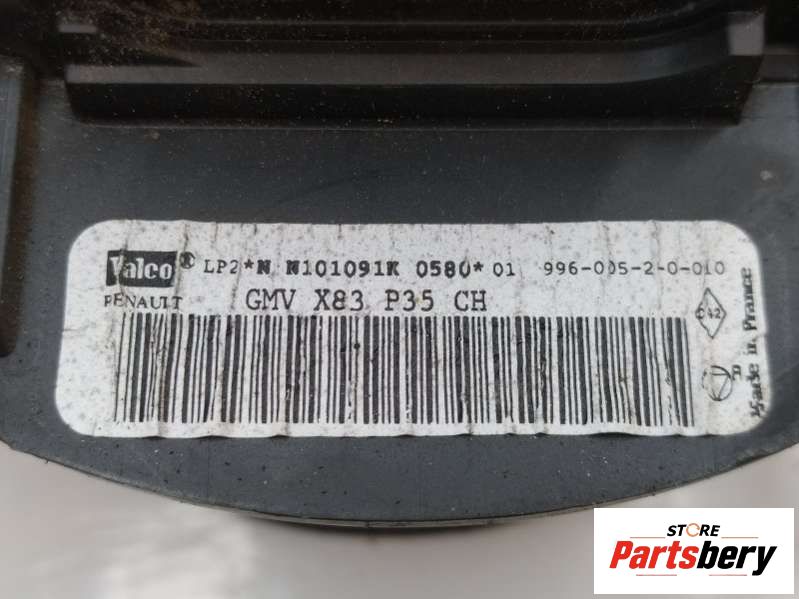 Valeo® LP2*N N101091K 0580* 01 996-005-2-0-010
RENAULT GMV X83 P35 CH
Made in France
STORE
Partsbery